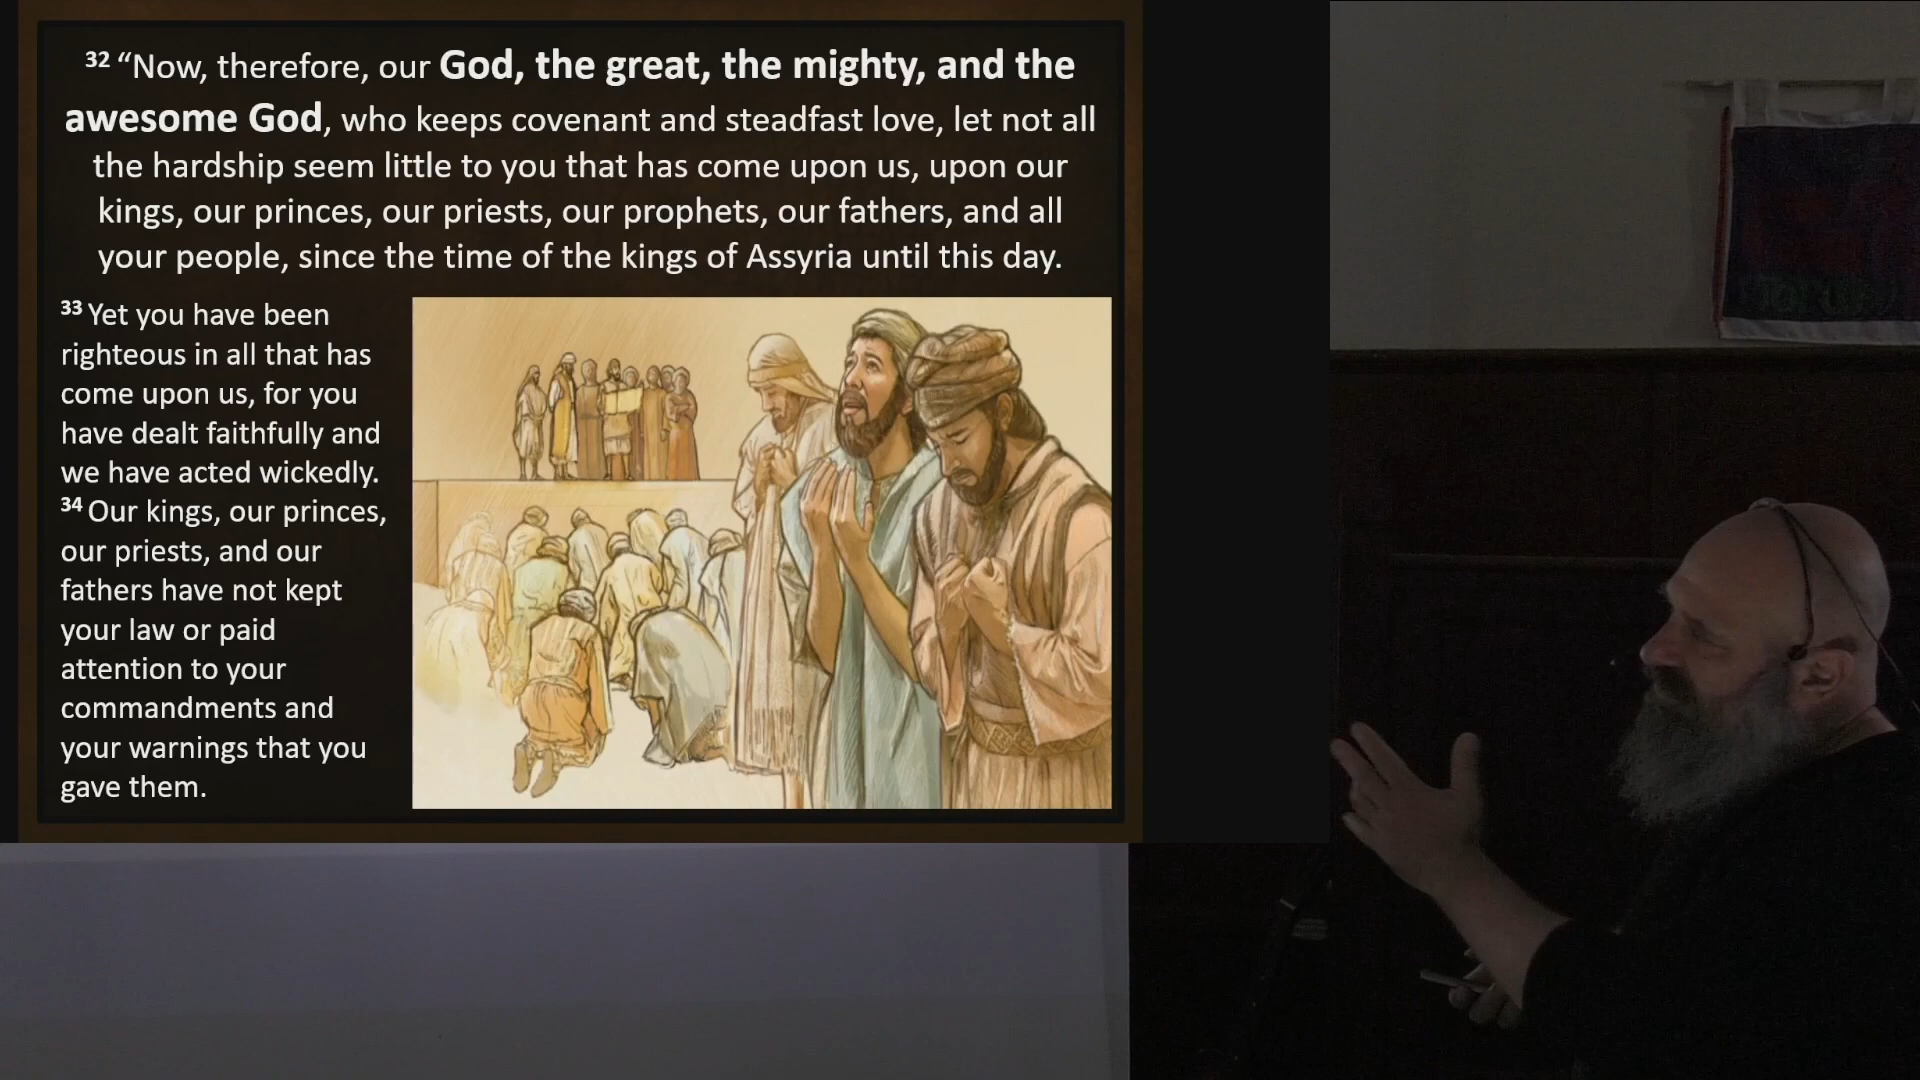 32 “Now, therefore, our God, the great, the mighty, and the
awesome God, who keeps covenant and steadfast love, let not all
the hardship seem little to you that has come upon us, upon our
kings, our princes, our priests, our prophets, our fathers, and all
your people, since the time of the kings of Assyria until this day.
33 Yet you have been
righteous in all that has
come upon us, for you
have dealt faithfully and
we have acted wickedly.
34 Our kings, our princes,
our priests, and our
fathers have not kept
your law or paid
attention to your
commandments and
your warnings that you
gave them.